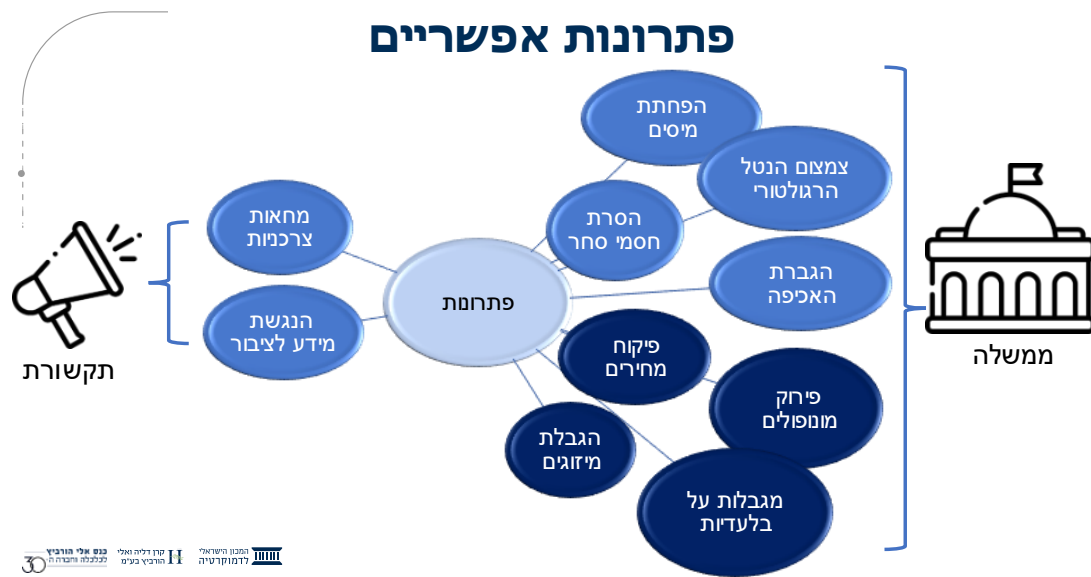 פתרונות אפשריים
הפחתת
מיסים
צמצום הנטל
הרגולטורי
הסרת
חסמי סחר
הגברת
האכיפה
ממשלה
פיקוח
מחירים
פירוק
מונופולים
הגבלת
מיזוגים
מגבלות על
בלעדיות
פתרונות
מחאות
צרכניות
הנגשת
מידע לציבור
תקשורת
המכון הישראלי
לדמוקרטיה
קרן דליה ואלי
הורביץ בע"מ
כנס אלי הורביץ
לכלכלה וחברה ה־
30